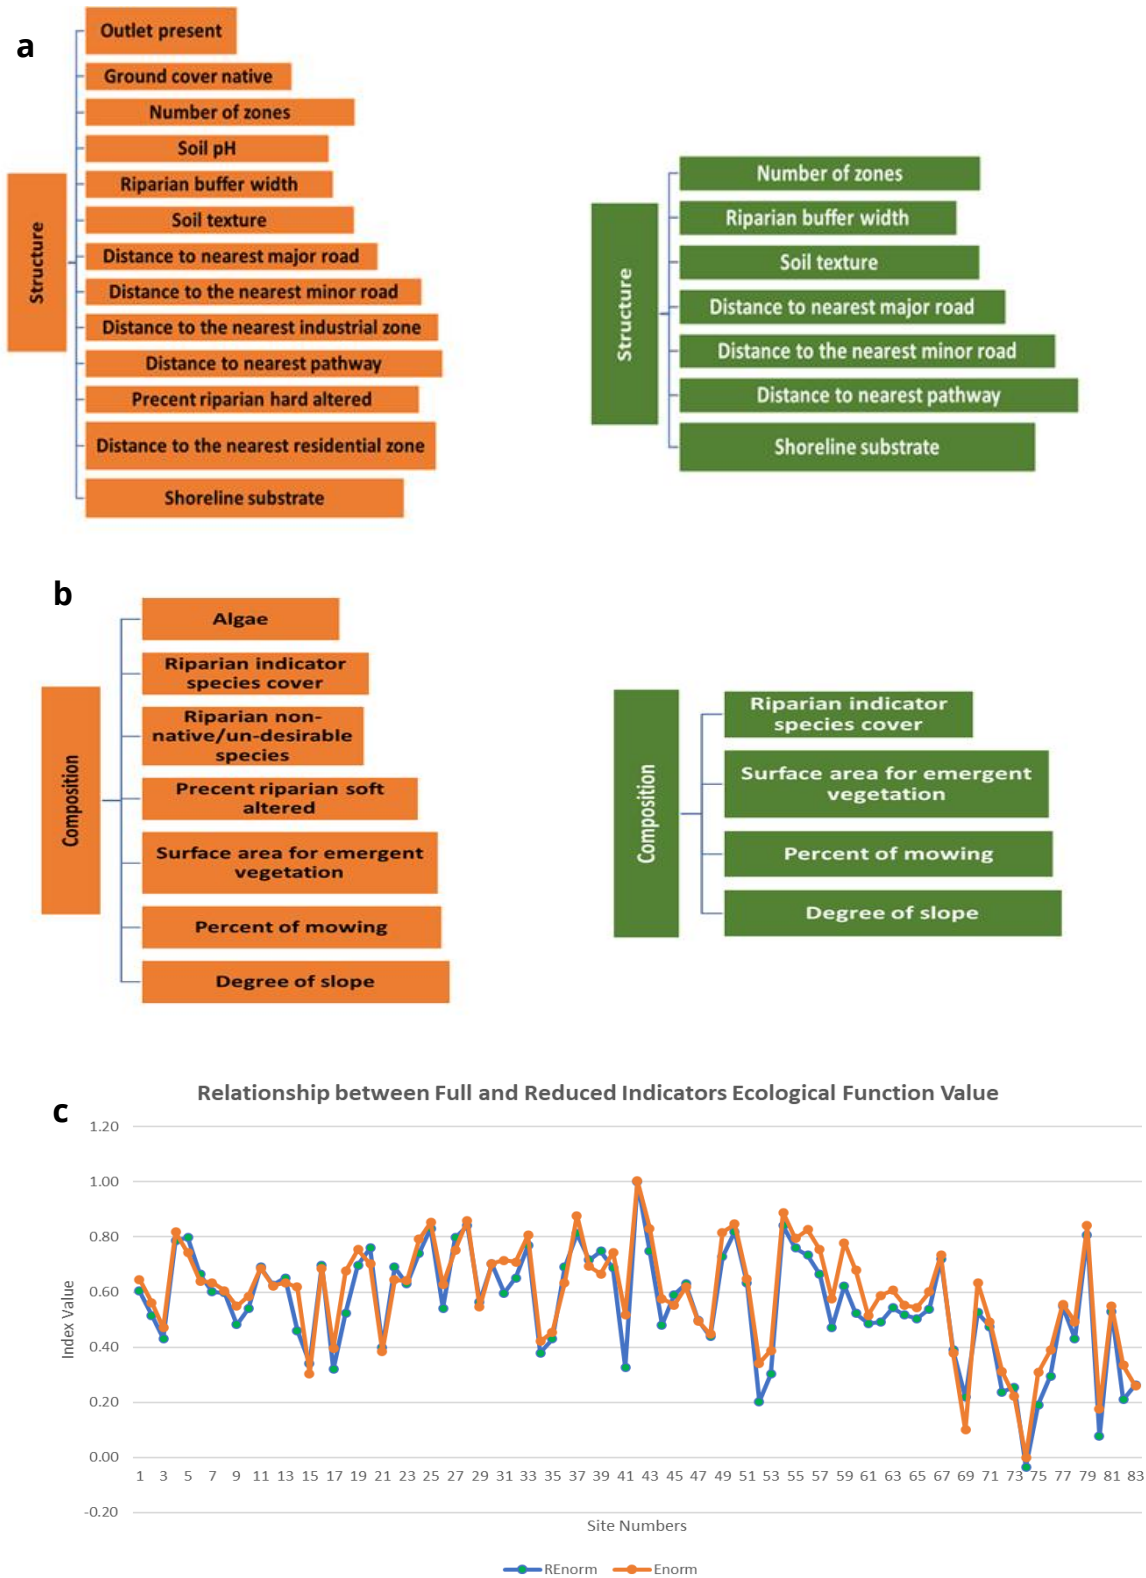 a
Outlet present
Ground cover native
Number of zones
Soil pH
Riparian buffer width
Soil texture
Distance to nearest major road
Distance to the nearest minor road
Distance to the nearest industrial zone
Distance to nearest pathway
Precent riparian hard altered
Distance to the nearest residential zone
Shoreline substrate
Structure
Number of zones
Riparian buffer width
Soil texture
Distance to nearest major road
Distance to the nearest minor road
Distance to nearest pathway
Shoreline substrate
Structure
b
Algae
Riparian indicator
species cover
Riparian non-
native/un-desirable
species
Precent riparian soft
altered
Surface area for emergent
vegetation
Percent of mowing
Degree of slope
Composition
Riparian indicator
species cover
Surface area for emergent
vegetation
Percent of mowing
Degree of slope
Composition
c
Relationship between Full and Reduced Indicators Ecological Function Value
1.20
1.00
0.80
0.60
0.40
0.20
0.00
-0.20
Index Value
1 3 5 7 9 11 13 15 17 19 21 23 25 27 29 31 33 35 37 39 41 43 45 47 49 51 53 55 57 59 61 63 65 67 69 71 73 75 77 79 81 83
Site Numbers
REnorm Enorm